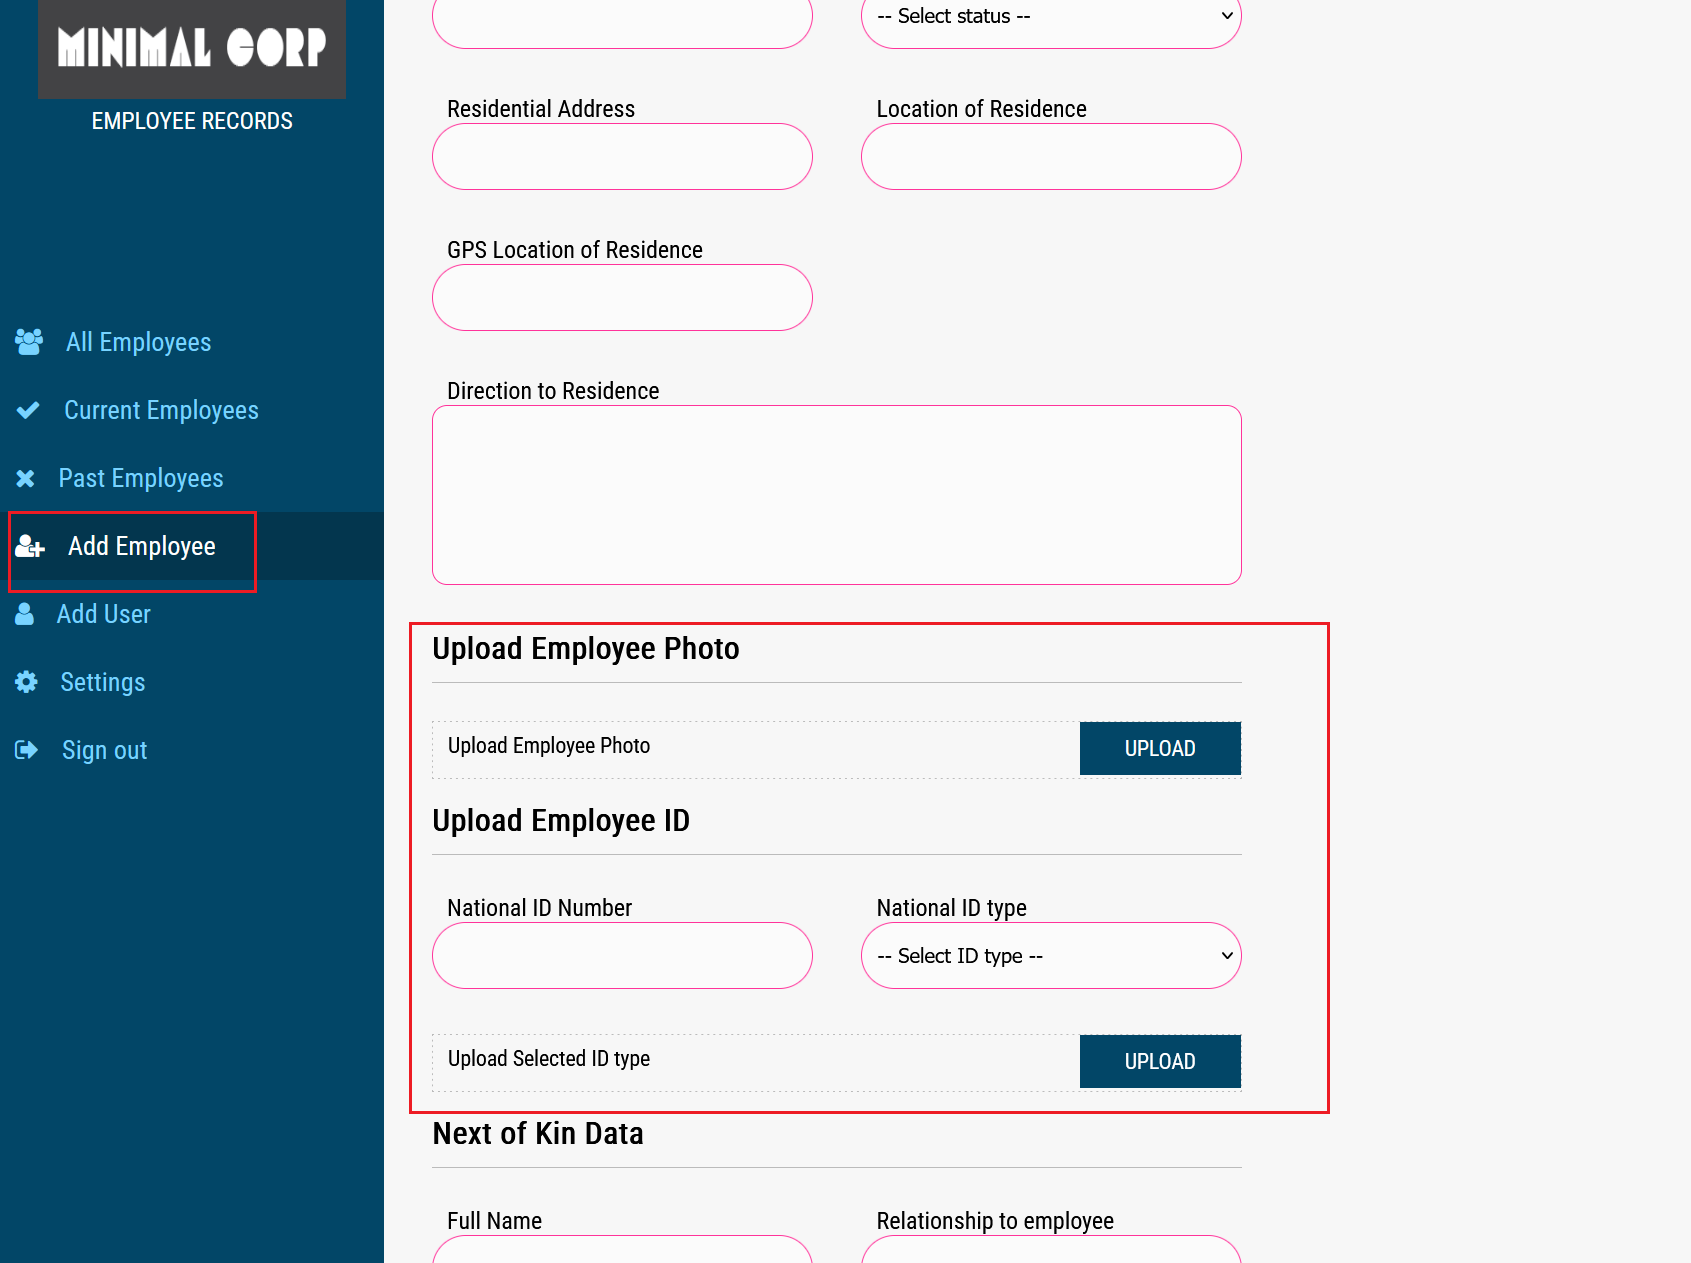 MINIMAL CORP
EMPLOYEE RECORDS
All Employees
Current Employees
Past Employees
Add Employee
Add User
Settings
Sign out
-- Select status --
Residential Address
Location of Residence
GPS Location of Residence
Direction to Residence
Upload Employee Photo
Upload Employee Photo
UPLOAD
Upload Employee ID
National ID Number
National ID type
-- Select ID type --
Upload Selected ID type
UPLOAD
Next of Kin Data
Full Name
Relationship to employee